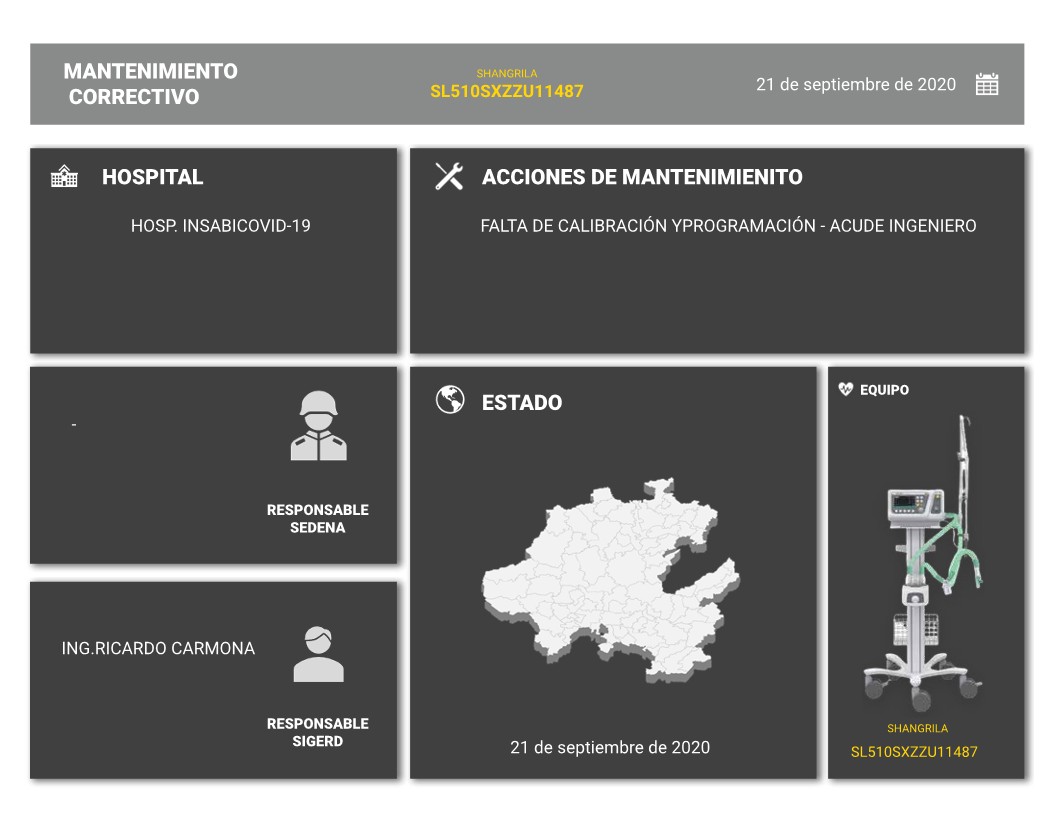 MANTENIMIENTO
CORRECTIVO
SHANGRILA
SL510SXZZU11487
21 de septiembre de 2020
HOSPITAL
HOSP. INSABICOVID-19
ACCIONES DE MANTENIMIENITO
FALTA DE CALIBRACIÓN YPROGRAMACIÓN - ACUDE INGENIERO
-
RESPONSABLE
SEDENA
ING.RICARDO CARMONA
RESPONSABLE
SIGERD
ESTADO
21 de septiembre de 2020
EQUIPO
SHANGRILA
SL510SXZZU11487